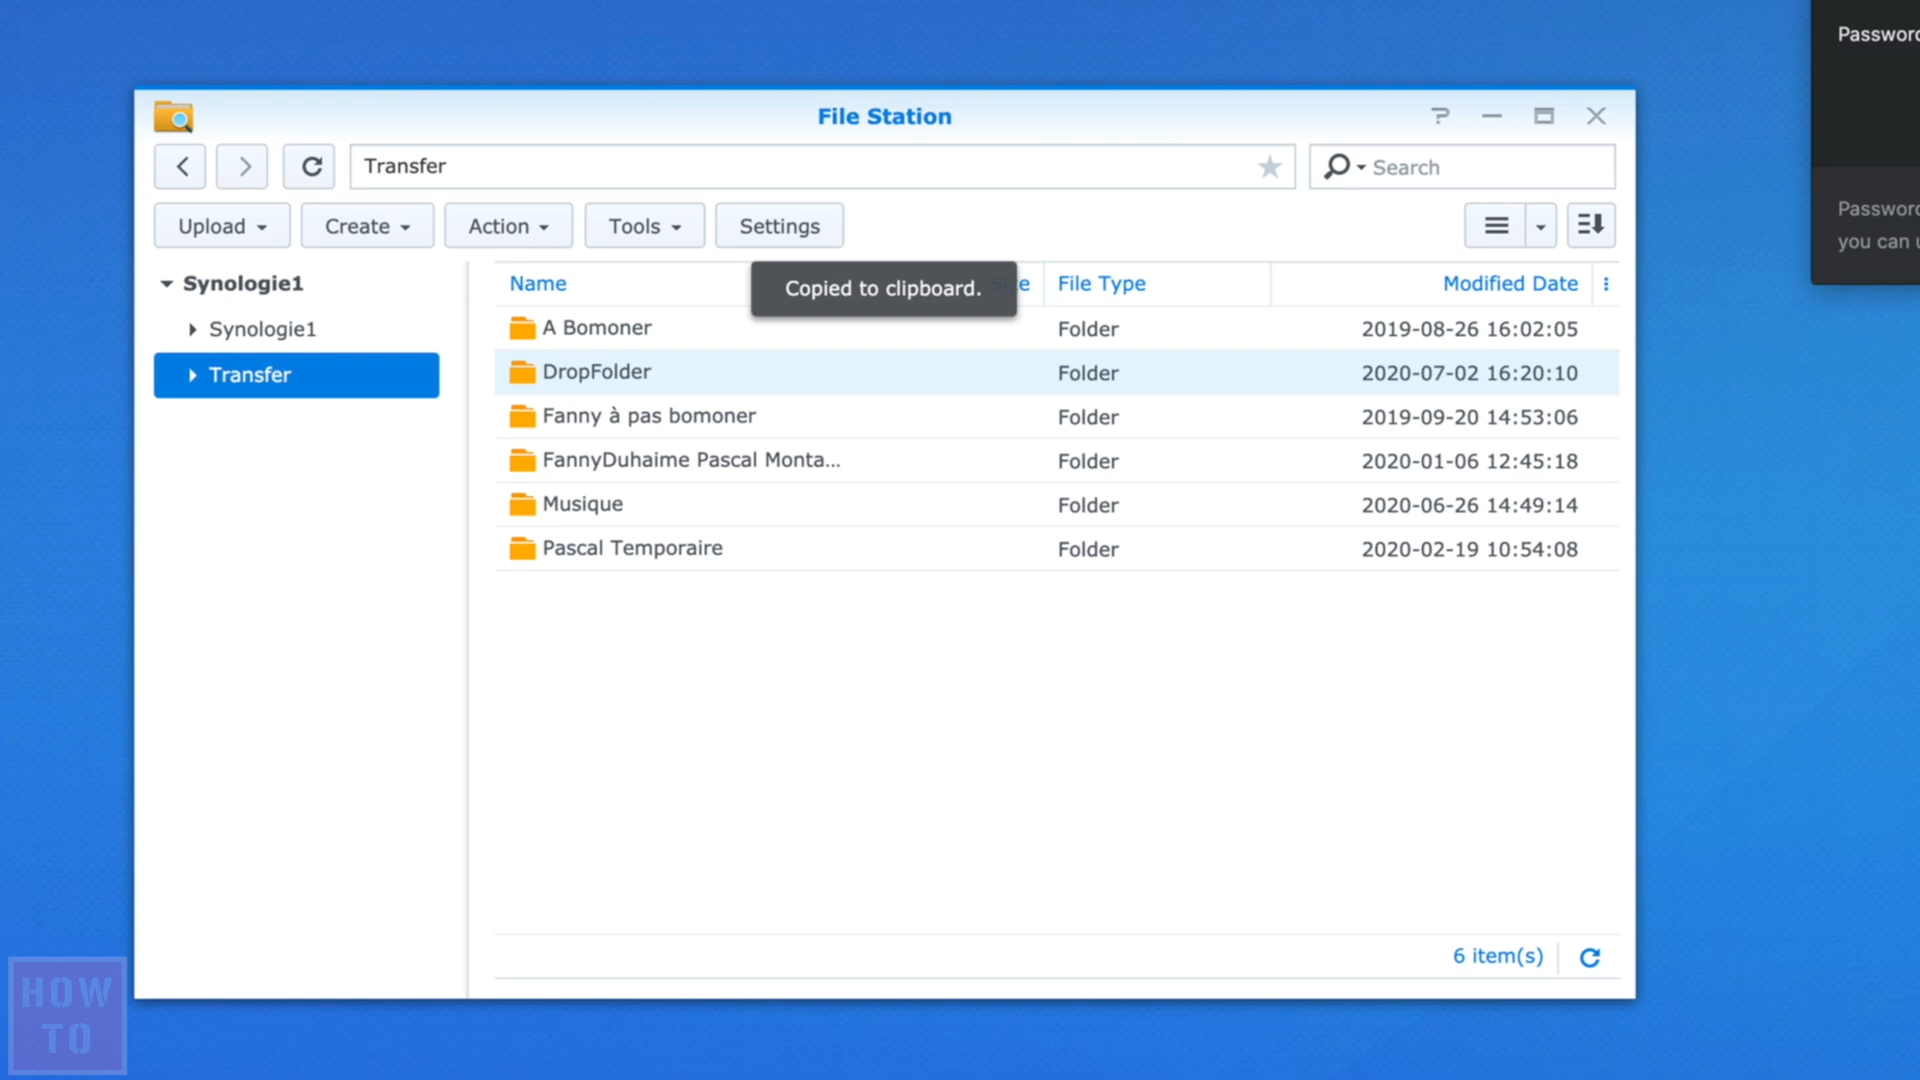 Password
File Station
Transfer
Search
Upload
Create
Action
Tools
Settings
Synologie1
Synologie1
Transfer
Name
File Type
Modified Date
Copied to clipboard.
A Bomoner Folder 2019-08-26 16:02:05
DropFolder Folder 2020-07-02 16:20:10
Fanny à pas bomoner Folder 2019-09-20 14:53:06
FannyDuhaime Pascal Monta... Folder 2020-01-06 12:45:18
Musique Folder 2020-06-26 14:49:14
Pascal Temporaire Folder 2020-02-19 10:54:08
6 item(s)
Password
you can
HOW
TO